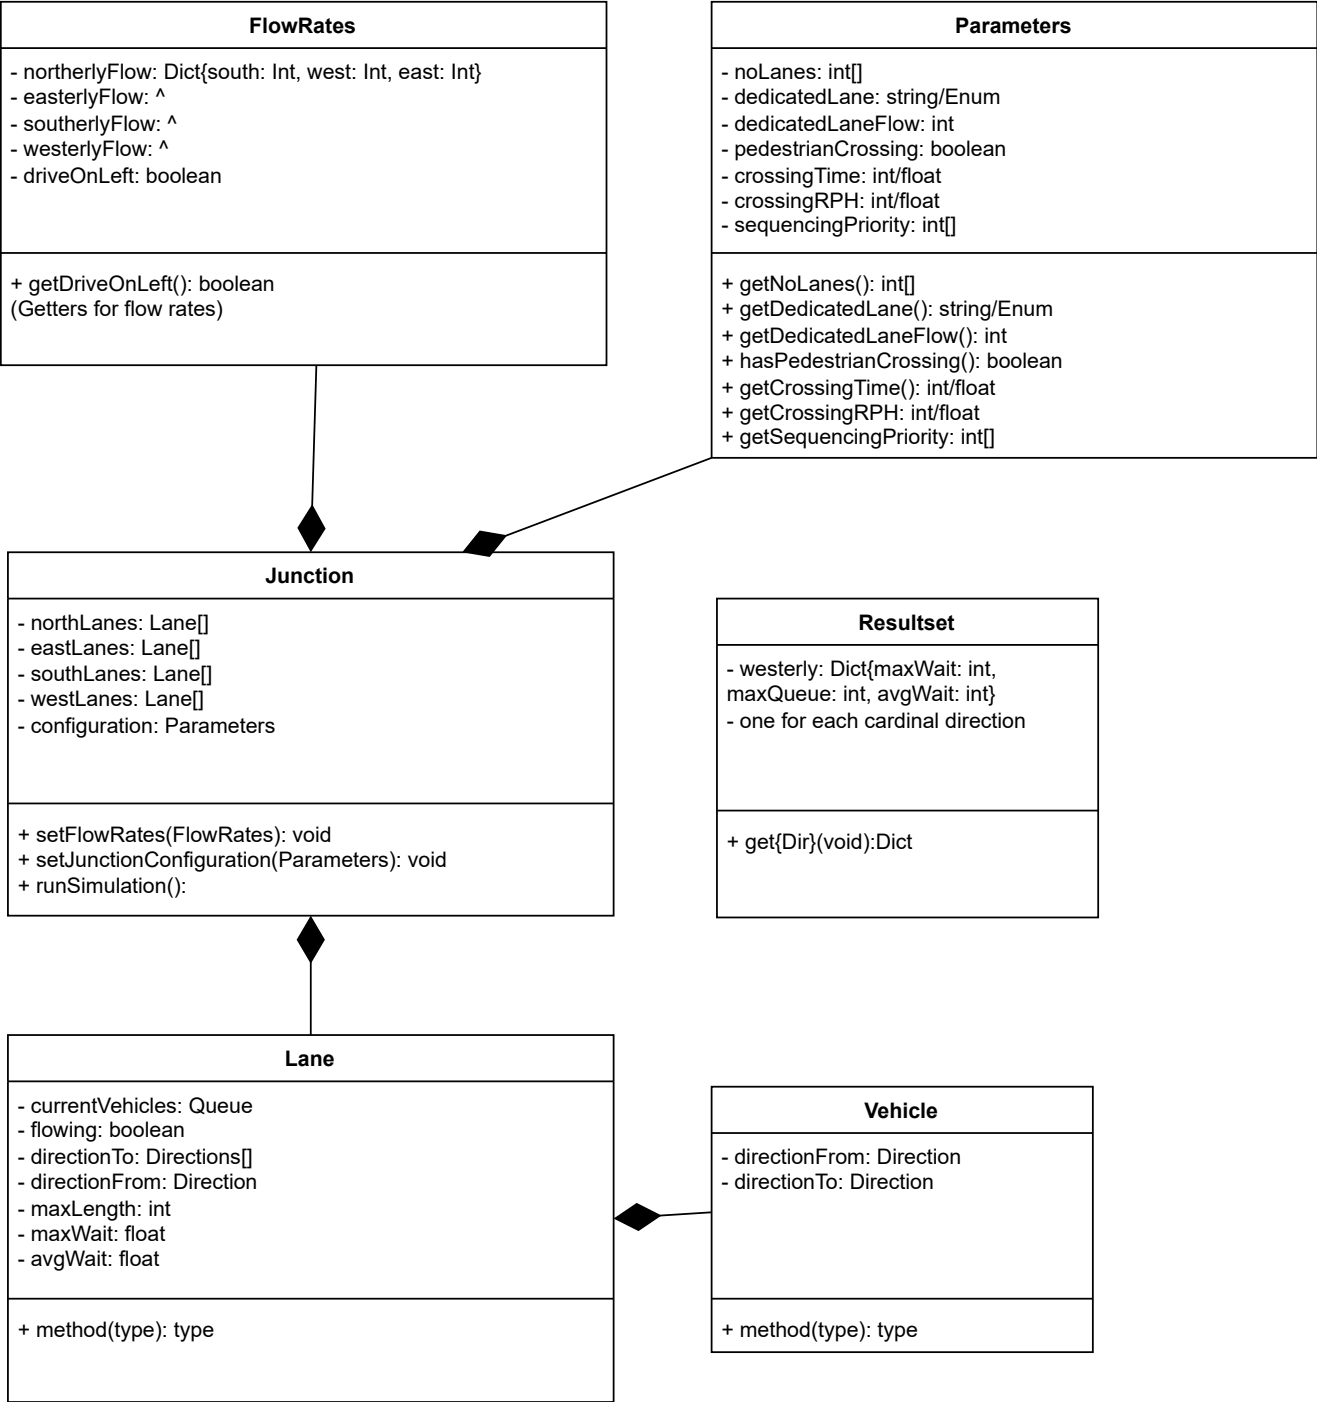 FlowRates
- northerlyFlow: Dict{south: Int, west: Int, east: Int}
- easterlyFlow: ^
- southerlyFlow: ^
- westerlyFlow: ^
- driveOnLeft: boolean
+ getDriveOnLeft(): boolean
(Getters for flow rates)
Parameters
- noLanes: int[]
- dedicatedLane: string/Enum
- dedicatedLaneFlow: int
- pedestrianCrossing: boolean
- crossingTime: int/float
- crossingRPH: int/float
- sequencingPriority: int[]
+ getNoLanes(): int[]
+ getDedicatedLane(): string/Enum
+ getDedicatedLaneFlow(): int
+ hasPedestrianCrossing(): boolean
+ getCrossingTime(): int/float
+ getCrossingRPH: int/float
+ getSequencingPriority: int[]
Junction
- northLanes: Lane[]
- eastLanes: Lane[]
- southLanes: Lane[]
- westLanes: Lane[]
- configuration: Parameters
+ setFlowRates(FlowRates): void
+ setJunctionConfiguration(Parameters): void
+ runSimulation():
Resultset
- westerly: Dict{maxWait: int,
maxQueue: int, avgWait: int}
- one for each cardinal direction
+ get{Dir}(void):Dict
Lane
- currentVehicles: Queue
- flowing: boolean
- directionTo: Directions[]
- directionFrom: Direction
- maxLength: int
- maxWait: float
- avgWait: float
+ method(type): type
Vehicle
- directionFrom: Direction
- directionTo: Direction
+ method(type): type